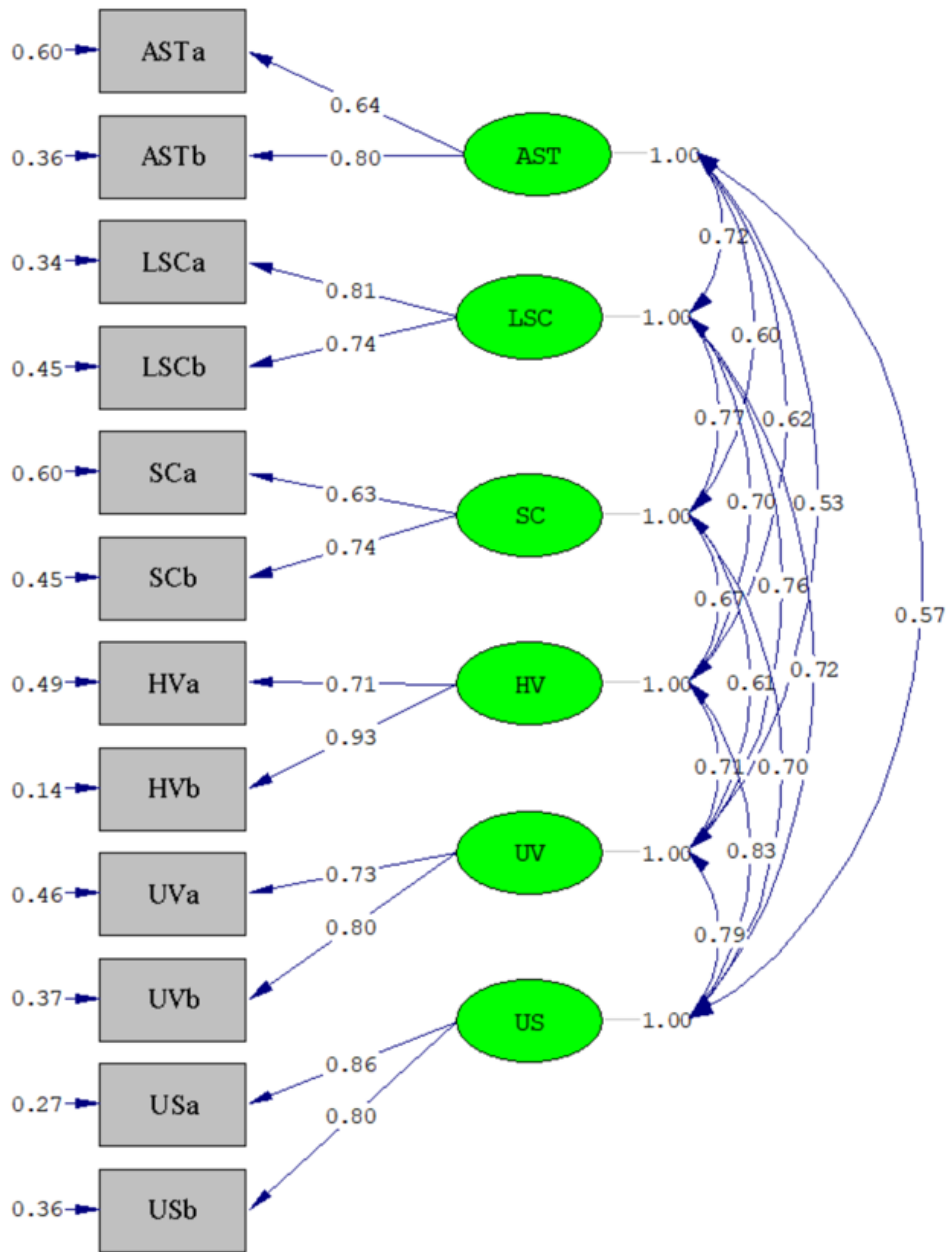 0.60 ASTa
0.64
0.36 ASTb 0.80 AST 1.00
0.72
0.34 LSCa
0.81 LSC 1.00
0.74 0.60
0.45 LSCb
0.77 0.62
0.60 SCa
0.63 0.70 0.53
SC 1.00
0.74
0.45 SCb 0.67 0.76
0.57
0.72
0.49 HVa 0.71 HV 1.00 0.61
0.93
0.71 0.70
0.14 HVb
UV 1.00 0.83
0.73
0.46 UVa
0.80 0.79
0.37 UVb
US 1.00
0.86
0.27 USa
0.80
0.36 USb